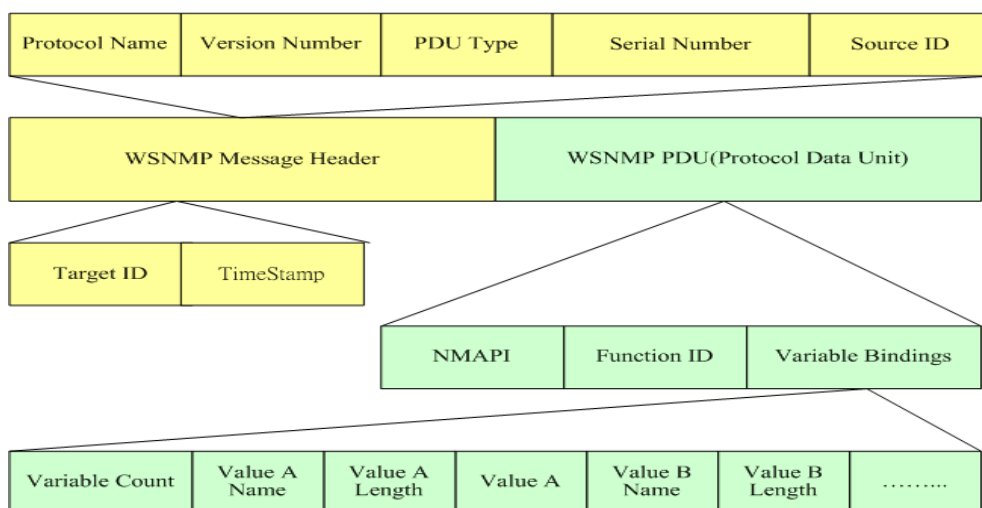 Protocol Name Version Number PDU Type Serial Number Source ID
WSNMP Message Header WSNMP PDU(Protocol Data Unit)
Target ID TimeStamp
NMAPI Function ID Variable Bindings
Variable Count Value A Name Value A Length Value A Value B Name Value B Length ………...